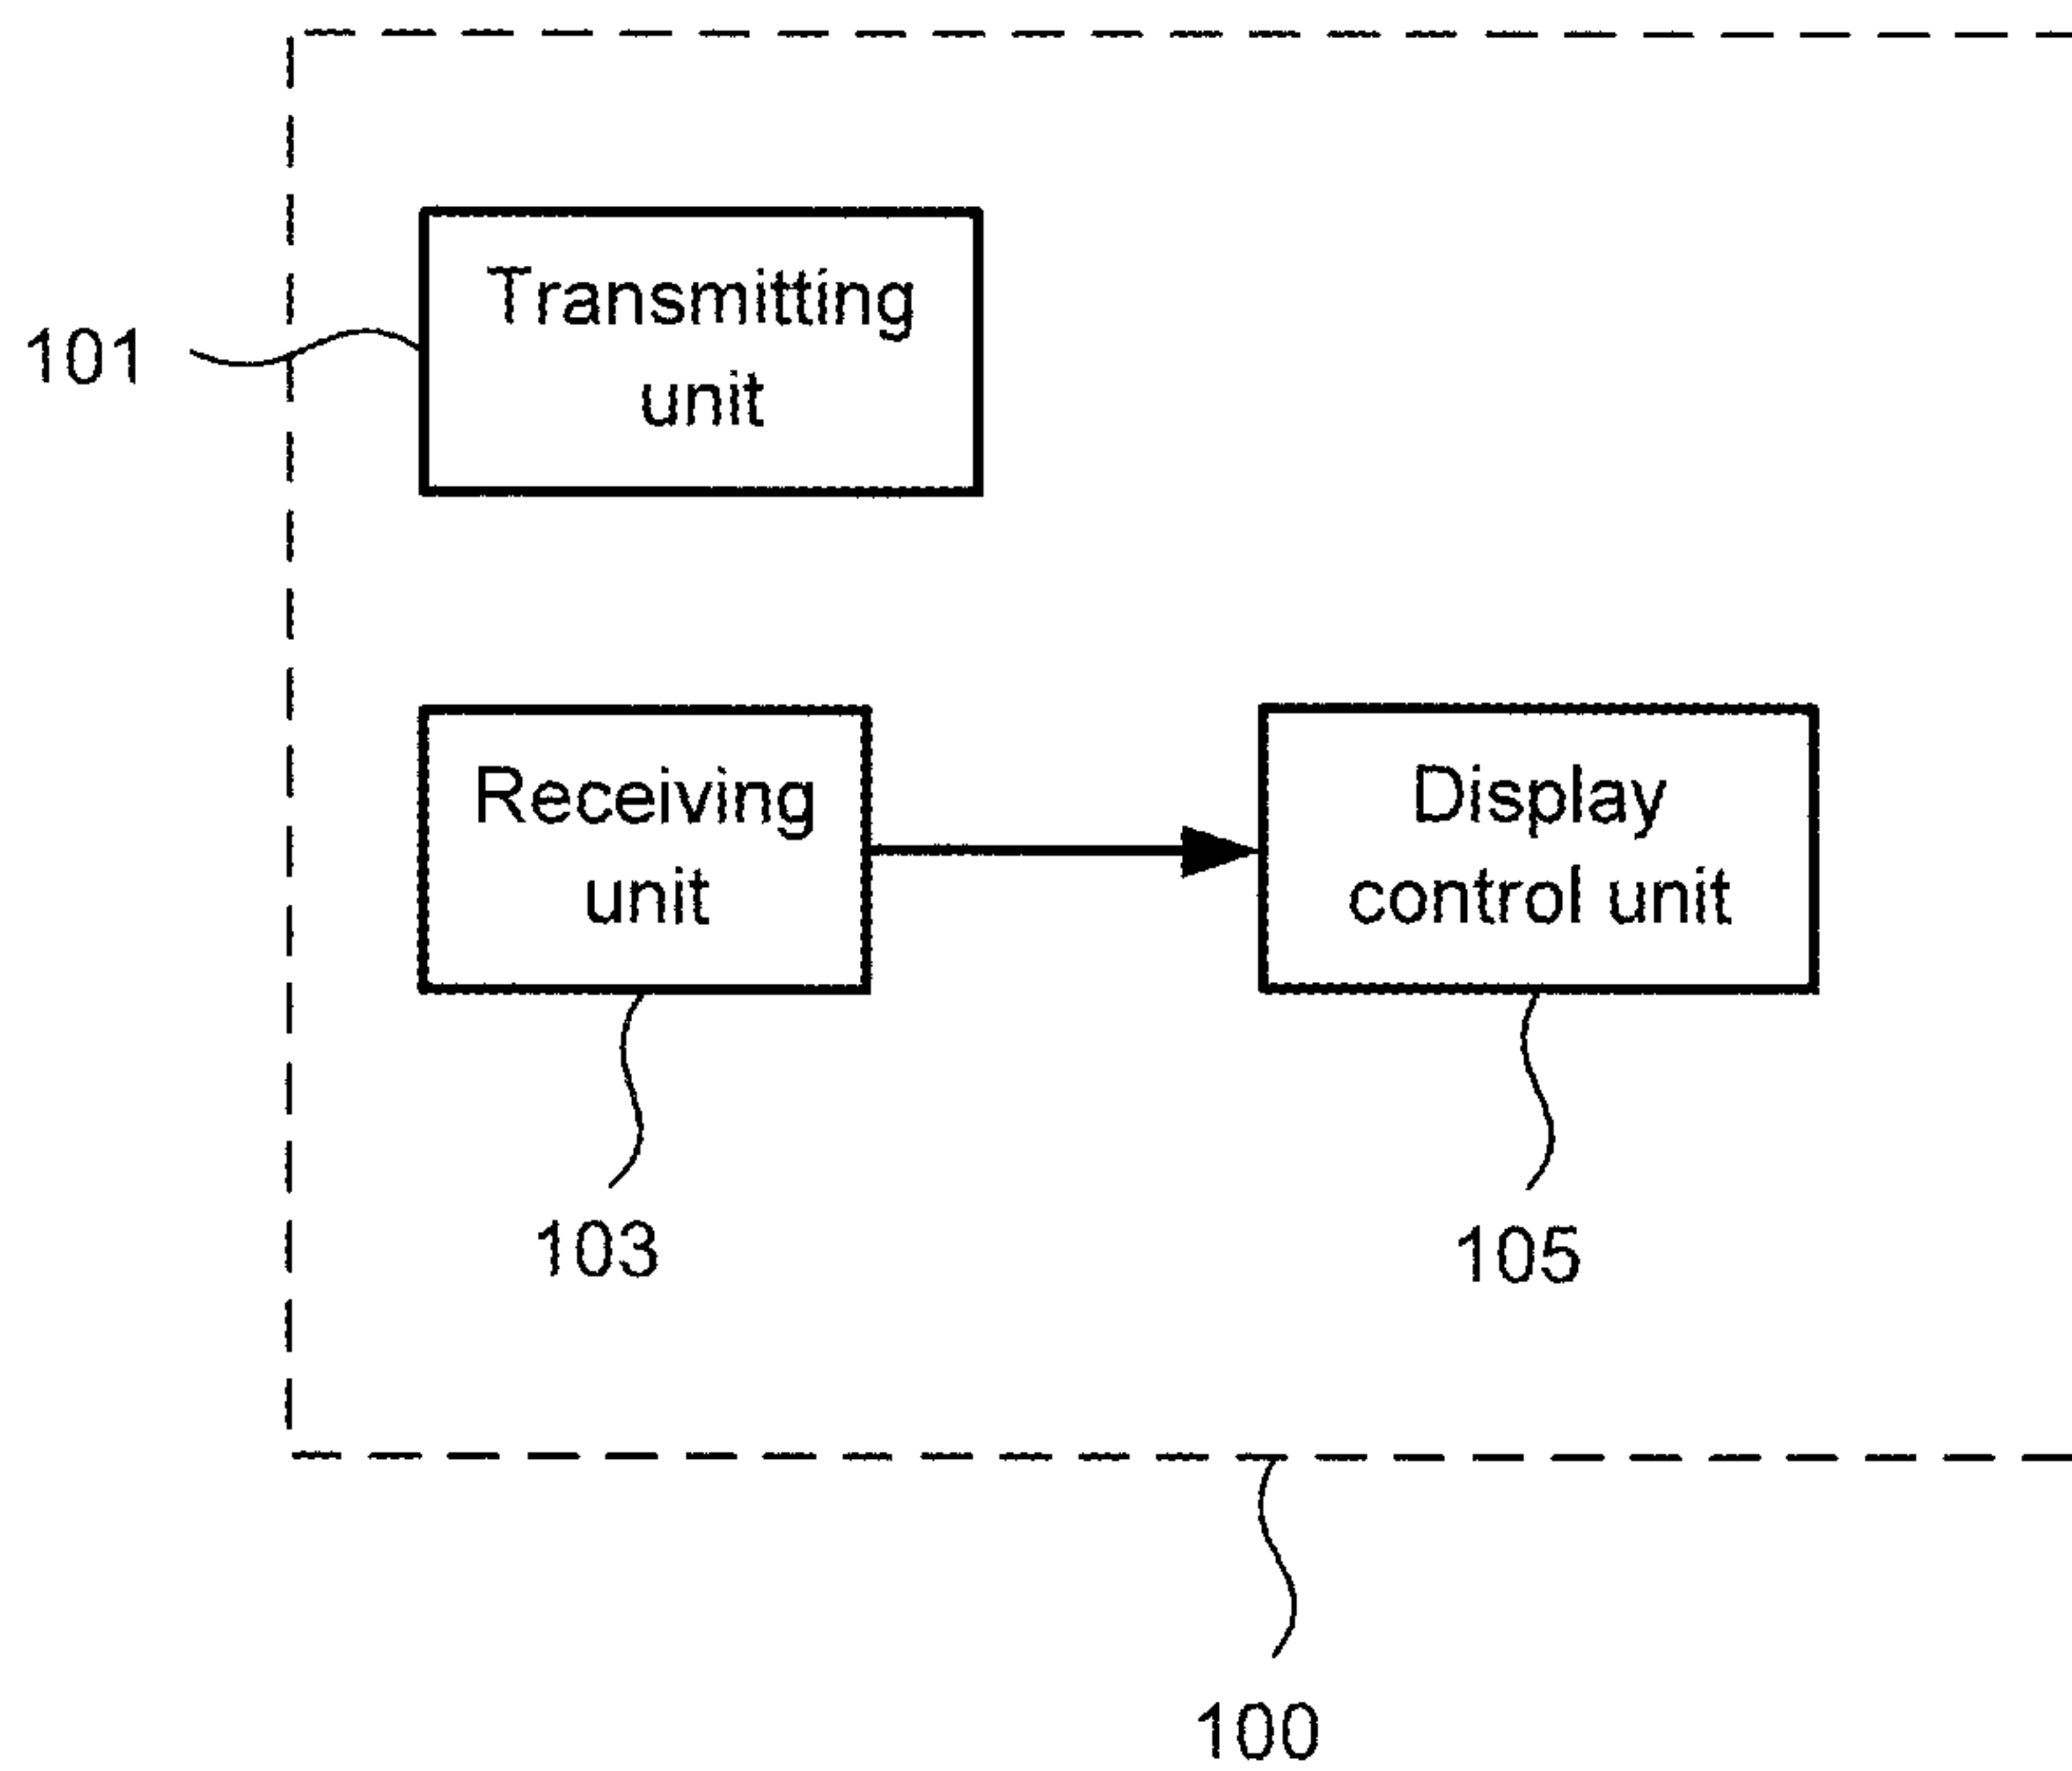 Transmitting
unit
101
Receiving
unit
Display
control unit
103
105
100